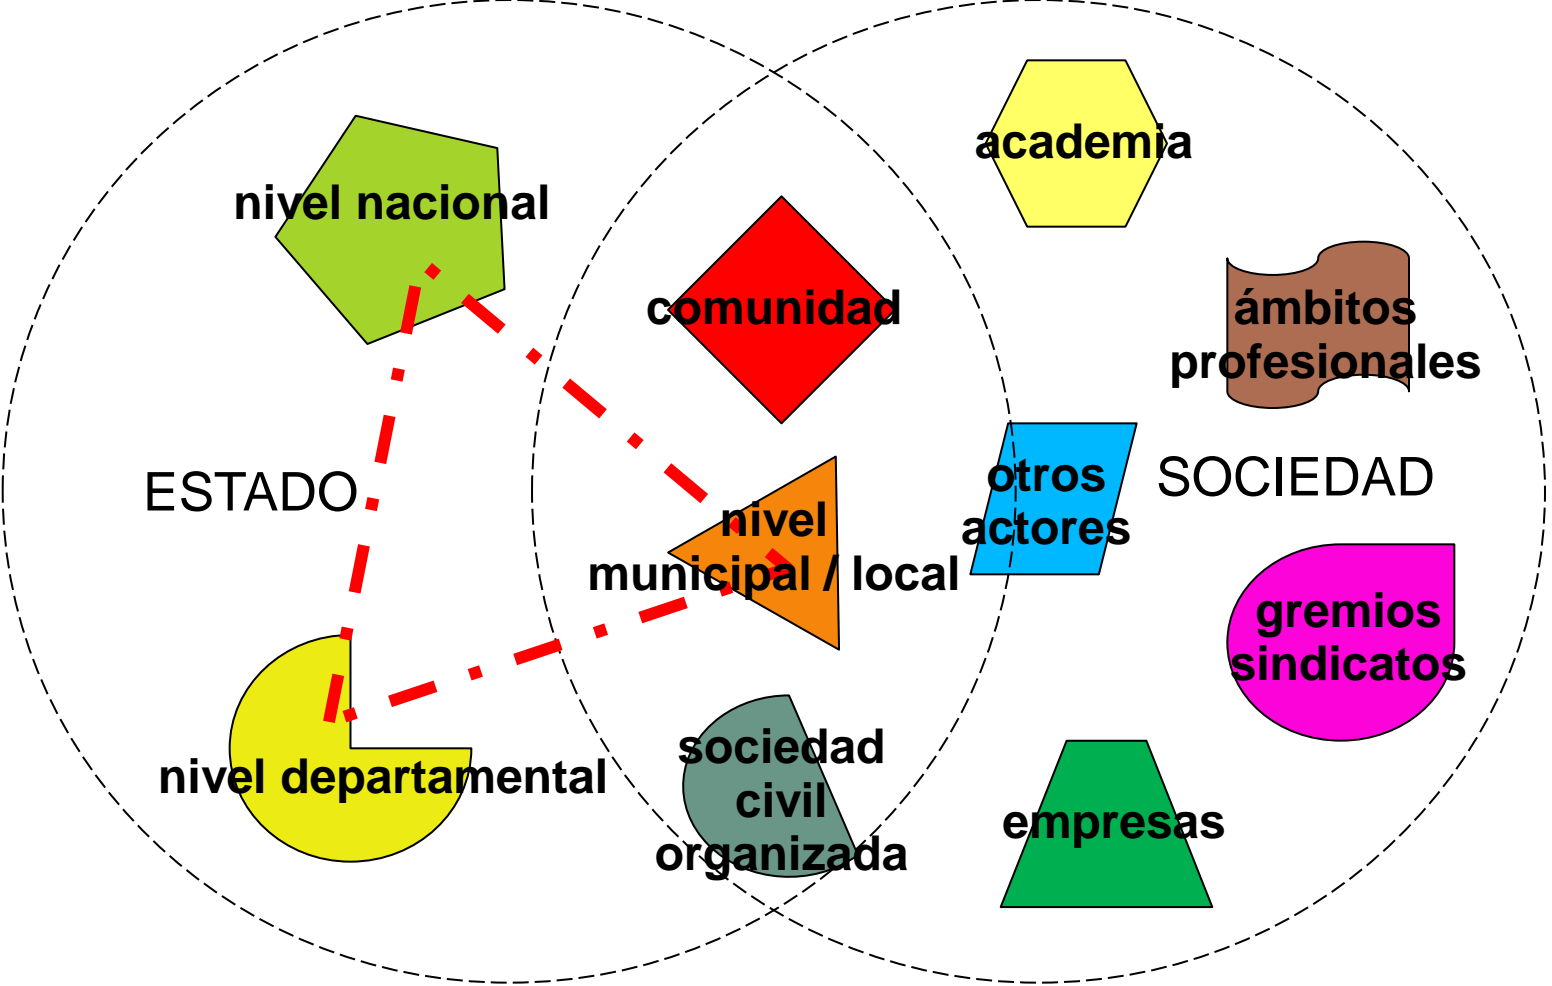 academia
nivel nacional
comunidad
ámbitos
profesionales
ESTADO
SOCIEDAD
otros
actores
nivel
municipal / local
gremios
sindicatos
nivel departamental
sociedad
civil
organizada
empresas